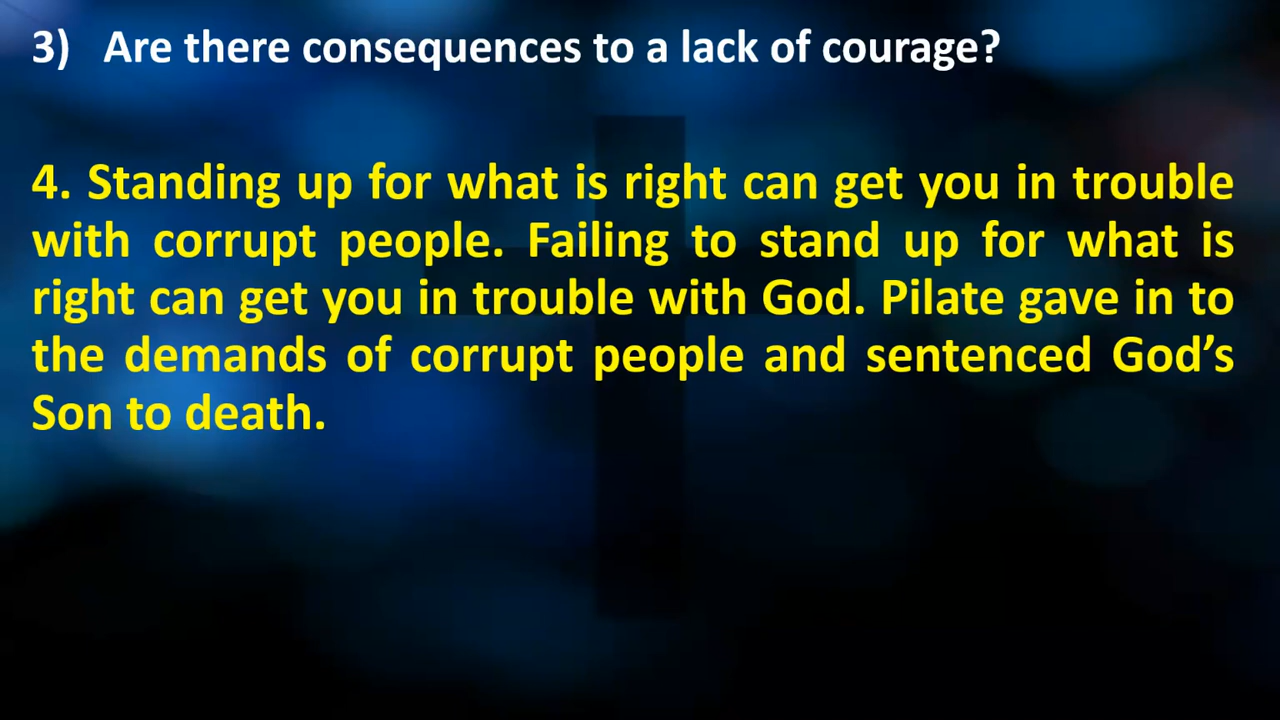 3) Are there consequences to a lack of courage?
4. Standing up for what is right can get you in trouble
with corrupt people. Failing to stand up for what is
right can get you in trouble with God. Pilate gave in to
the demands of corrupt people and sentenced God’s
Son to death.